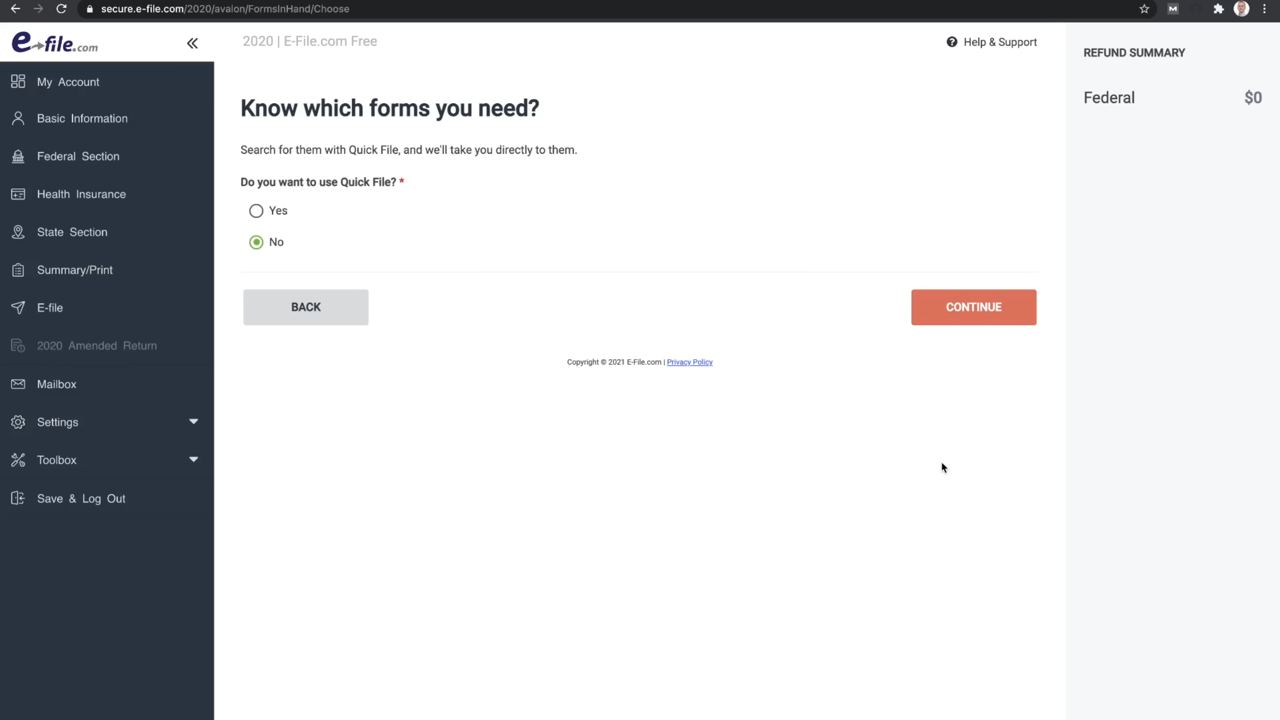 secure.e-file.com/2020/avalon/FormsInHand/Choose
e-file.com
2020 | E-File.com Free
Help & Support
REFUND SUMMARY
Federal $0
My Account
Basic Information
Federal Section
Health Insurance
State Section
Summary/Print
E-file
2020 Amended Return
Mailbox
Settings
Toolbox
Save & Log Out
Know which forms you need?
Search for them with Quick File, and we'll take you directly to them.
Do you want to use Quick File? *
Yes
No
BACK
CONTINUE
Copyright © 2021 E-File.com | Privacy Policy